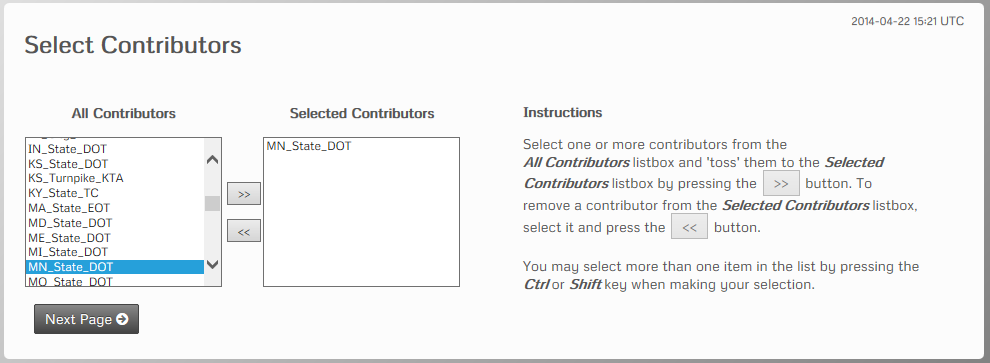 2014-04-22 15:21 UTC
Select Contributors
All Contributors
IN_State_DOT
KS_State_DOT
KS_Turnpike_KTA
KY_State_TC
MA_State_EOT
MD_State_DOT
ME_State_DOT
MI_State_DOT
MN_State_DOT
MO_State_DOT
>>
<<
Selected Contributors
MN_State_DOT
Instructions
Select one or more contributors from the
All Contributors listbox and 'toss' them to the Selected
Contributors listbox by pressing the >> button. To
remove a contributor from the Selected Contributors listbox,
select it and press the << button.
You may select more than one item in the list by pressing the
Ctrl or Shift key when making your selection.
Next Page